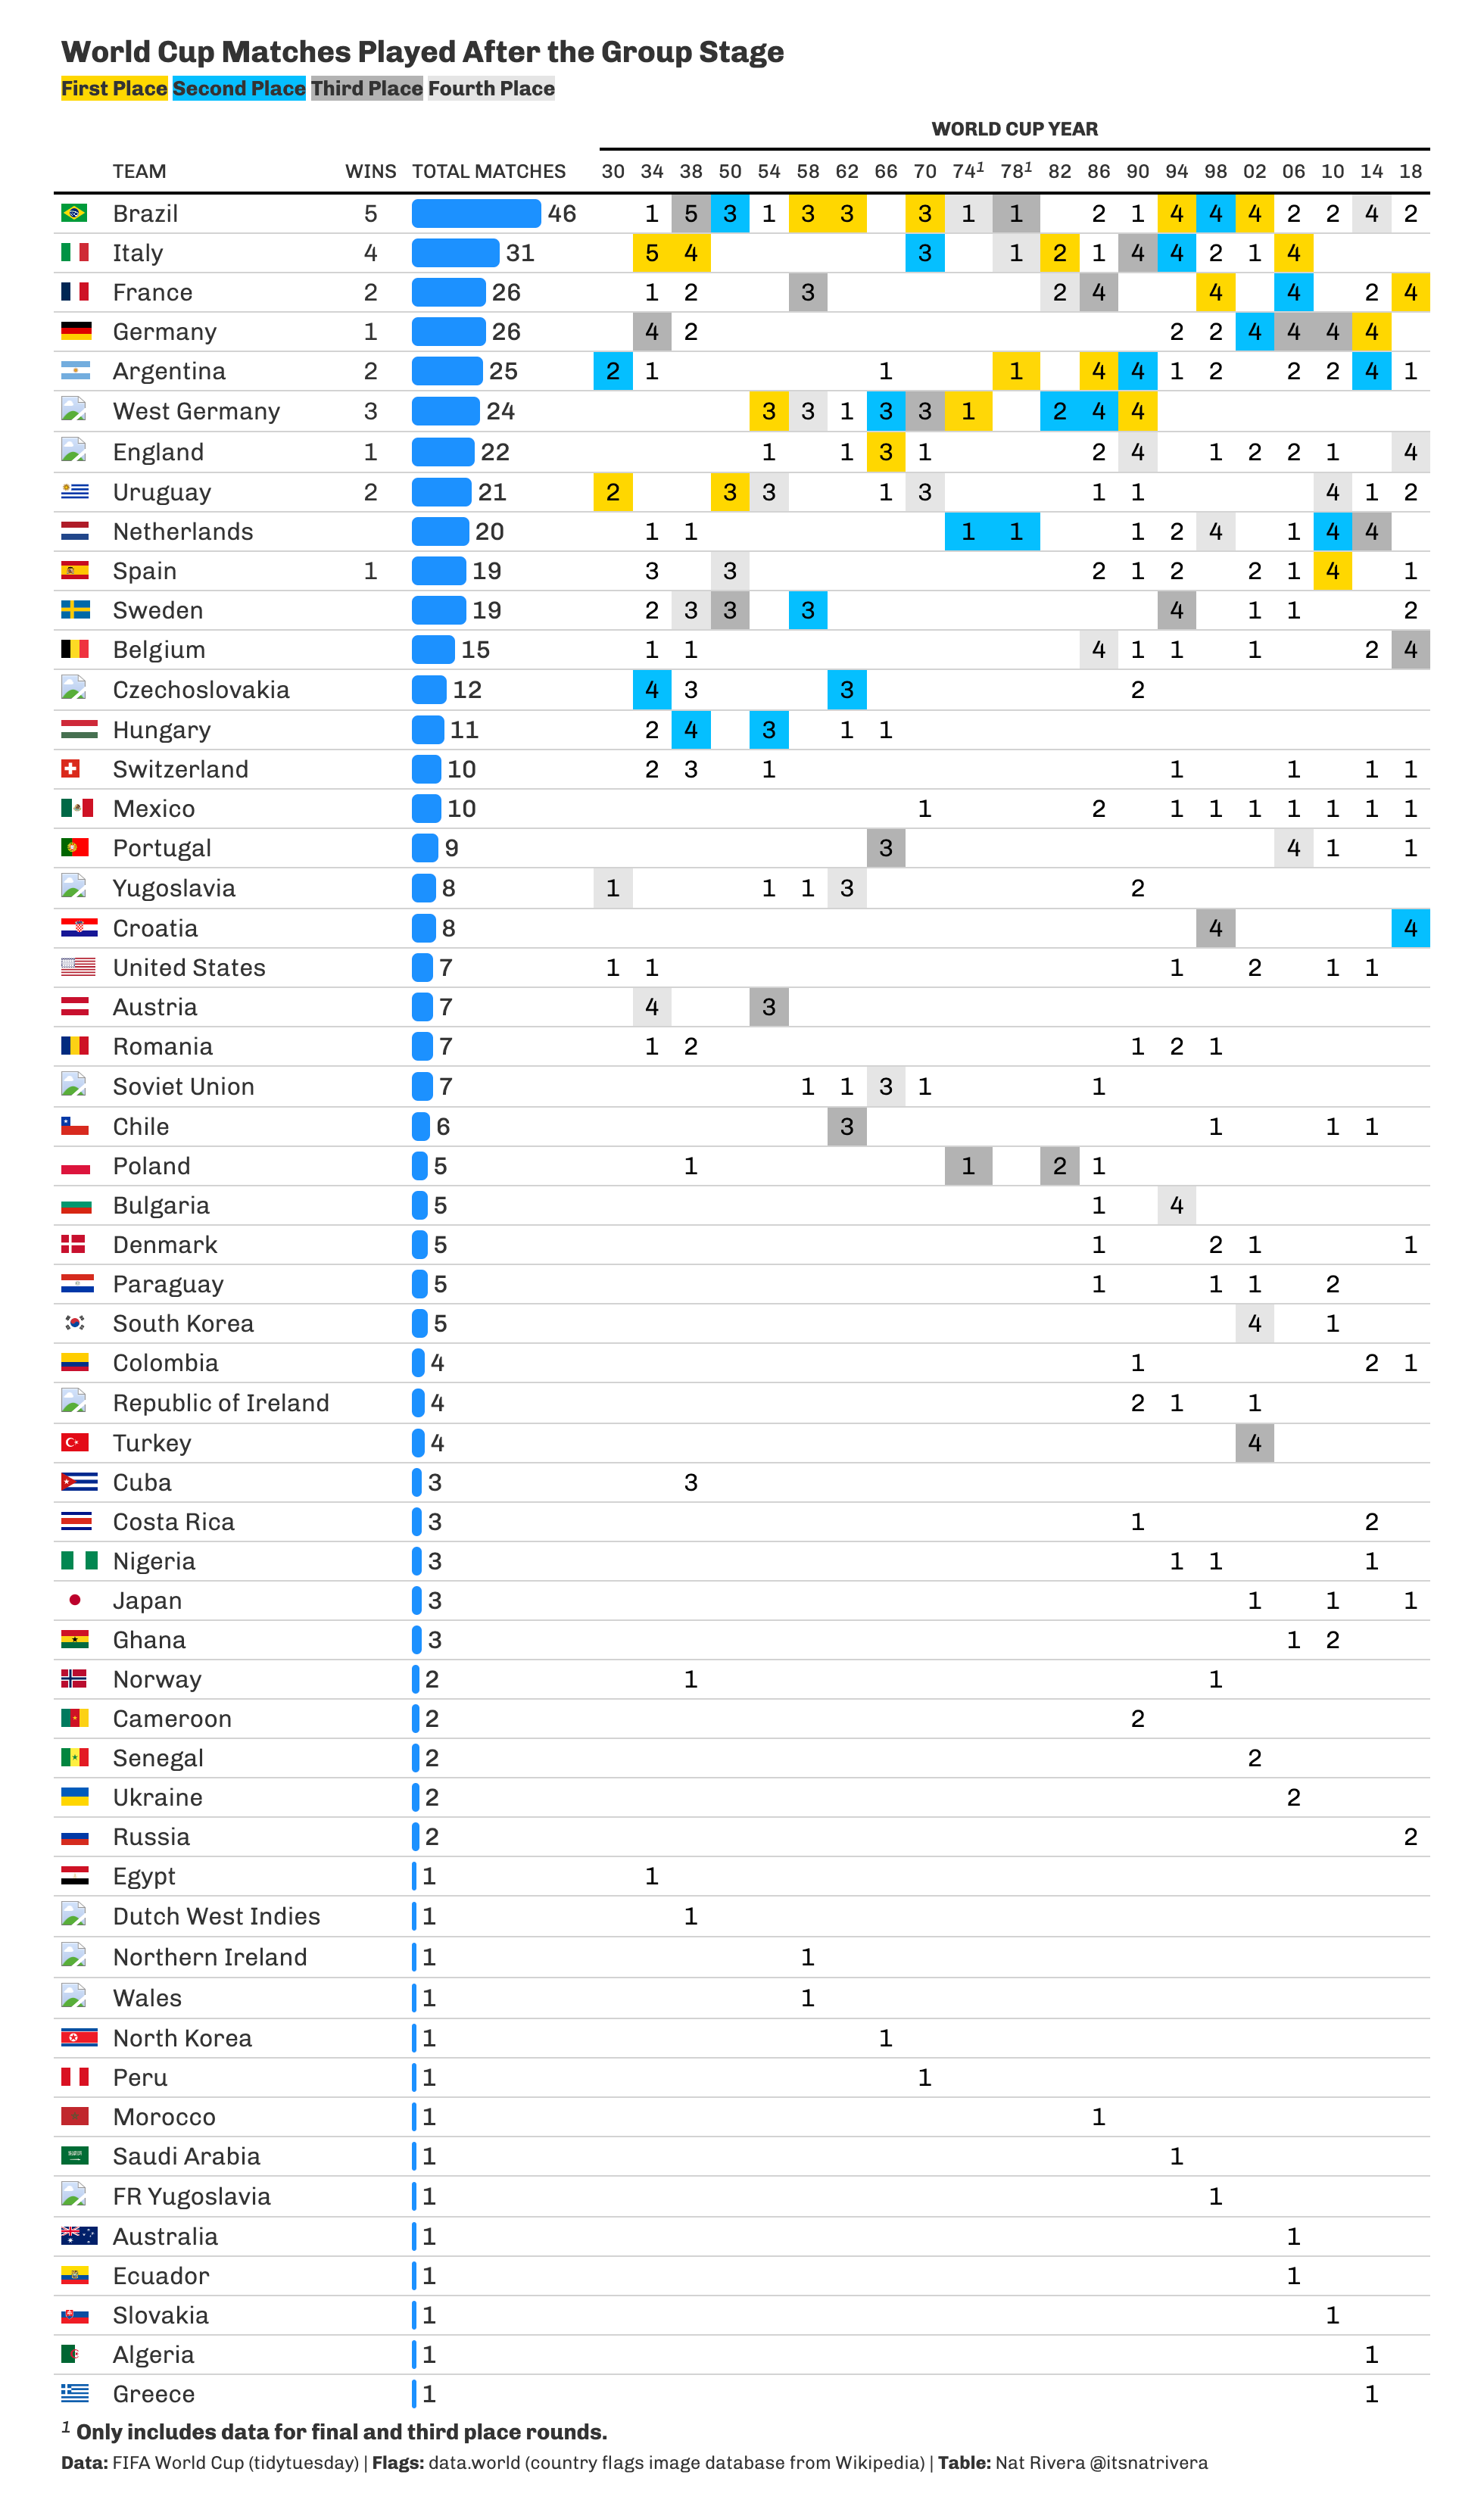 World Cup Matches Played After the Group Stage
First Place Second Place Third Place Fourth Place
WORLD CUP YEAR
TEAM WINS TOTAL MATCHES 30 34 38 50 54 58 62 66 70 74¹ 78¹ 82 86 90 94 98 02 06 10 14 18
Brazil 5 46 1 5 3 1 3 3 3 1 1 2 1 4 4 4 2 2 4 2
Italy 4 31 5 4 3 1 2 1 4 4 2 1 4
France 2 26 1 2 3 2 4 4 4 2 4
Germany 1 26 4 2 2 2 4 4 4 4
Argentina 2 25 2 1 1 1 4 4 1 2 2 2 4 1
West Germany 3 24 3 3 1 3 3 1 2 4 4
England 1 22 1 1 3 1 2 4 1 2 2 1 4
Uruguay 2 21 2 3 3 1 3 1 1 4 1 2
Netherlands 20 1 1 1 1 1 2 4 1 4 4
Spain 1 19 3 3 2 1 2 2 1 4 1
Sweden 19 2 3 3 3 4 1 1 2
Belgium 15 1 1 4 1 1 1 2 4
Czechoslovakia 12 4 3 3 2
Hungary 11 2 4 3 1 1
Switzerland 10 2 3 1 1 1 1 1
Mexico 10 1 2 1 1 1 1 1 1 1
Portugal 9 3 4 1 1
Yugoslavia 8 1 1 1 3 2
Croatia 8 4 4
United States 7 1 1 1 2 1 1
Austria 7 4 3
Romania 7 1 2 1 2 1
Soviet Union 7 1 1 3 1 1
Chile 6 3 1 1 1
Poland 5 1 1 2 1
Bulgaria 5 1 4
Denmark 5 1 2 1 1
Paraguay 5 1 1 1 2
South Korea 5 4 1
Colombia 4 1 2 1
Republic of Ireland 4 2 1 1
Turkey 4 4
Cuba 3 3
Costa Rica 3 1 2
Nigeria 3 1 1 1
Japan 3 1 1 1
Ghana 3 1 2
Norway 2 1 1
Cameroon 2 2
Senegal 2 2
Ukraine 2 2
Russia 2 2
Egypt 1 1
Dutch West Indies 1 1
Northern Ireland 1 1
Wales 1 1
North Korea 1 1
Peru 1 1
Morocco 1 1
Saudi Arabia 1 1
FR Yugoslavia 1 1
Australia 1 1
Ecuador 1 1
Slovakia 1 1
Algeria 1 1
Greece 1 1
¹ Only includes data for final and third place rounds.
Data: FIFA World Cup (tidytuesday) | Flags: data.world (country flags image database from Wikipedia) | Table: Nat Rivera @itsnatrivera